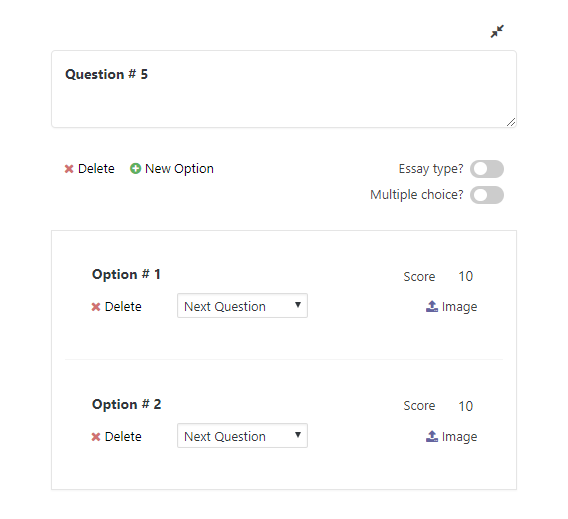 Question # 5
Delete New Option Essay type?
Multiple choice?
Option # 1 Score 10
Delete Next Question Image
Option # 2 Score 10
Delete Next Question Image